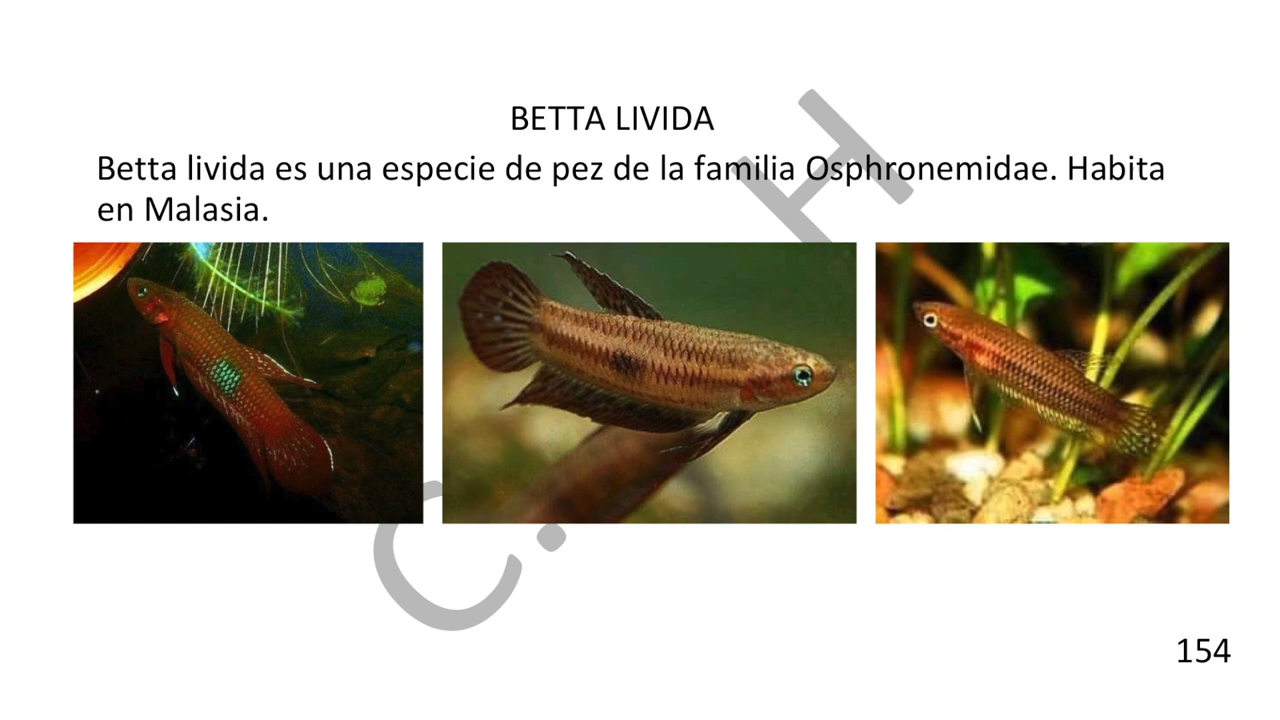 BETTA LIVIDA
Betta livida es una especie de pez de la familia Osphronemidae. Habita
en Malasia.
C. H
154